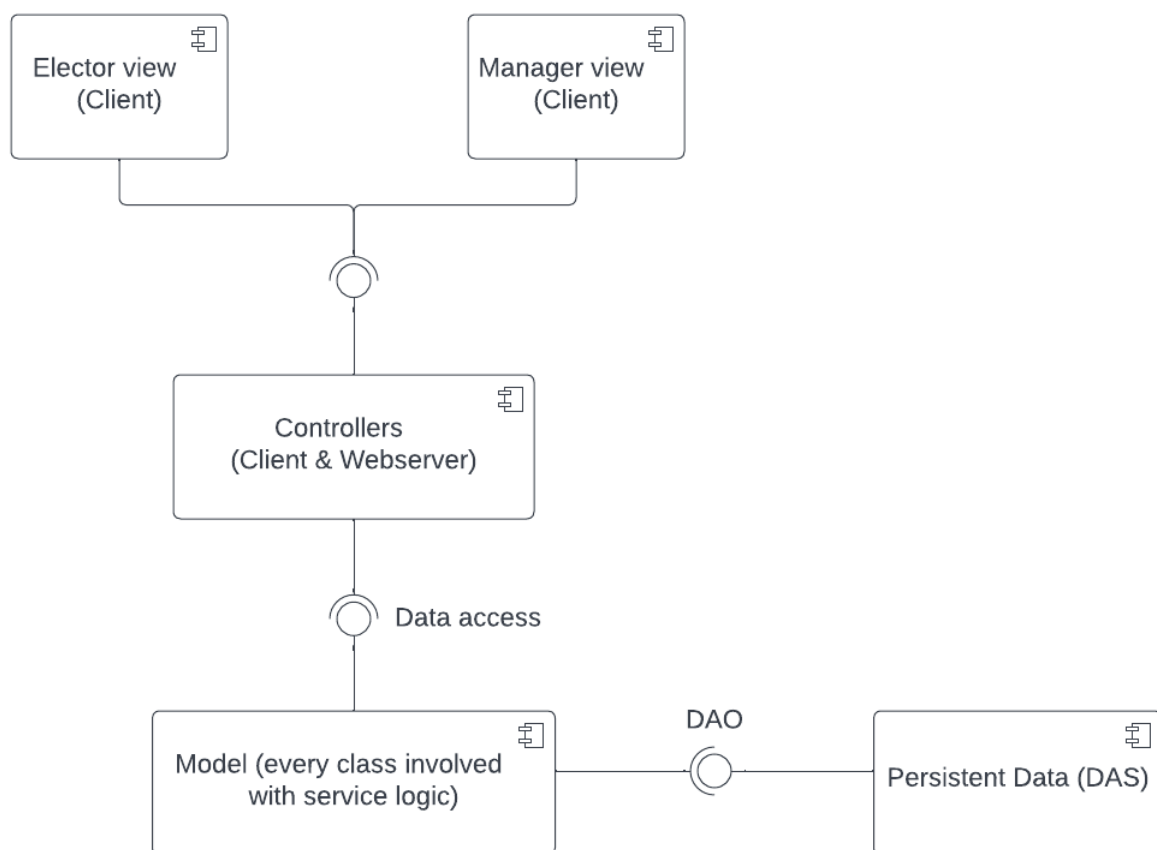 Elector view
(Client)
Manager view
(Client)
Controllers
(Client & Webserver)
Data access
DAO
Model (every class involved
with service logic)
Persistent Data (DAS)